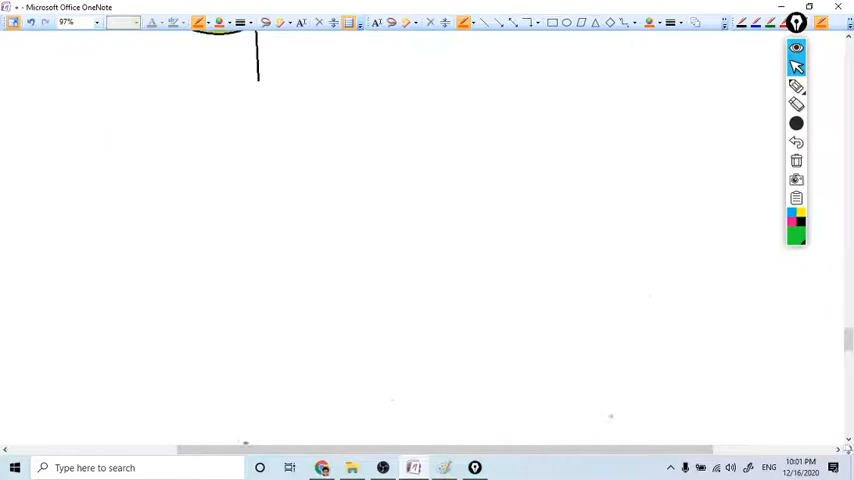 - Microsoft Office OneNote
97%
Type here to search
ENG
10:01 PM
12/16/2020